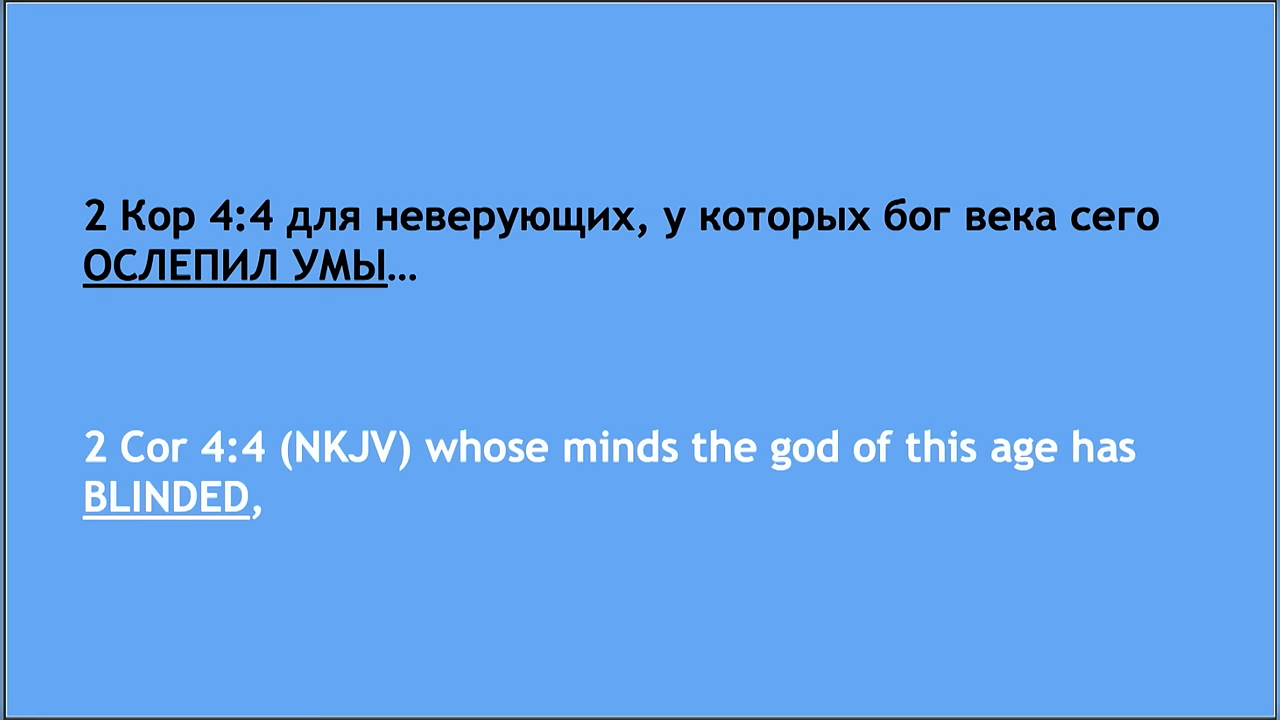 2 Кор 4:4 для неверующих, у которых бог века сего
ОСЛЕПИЛ УМЫ…
2 Cor 4:4 (NKJV) whose minds the god of this age has
BLINDED,